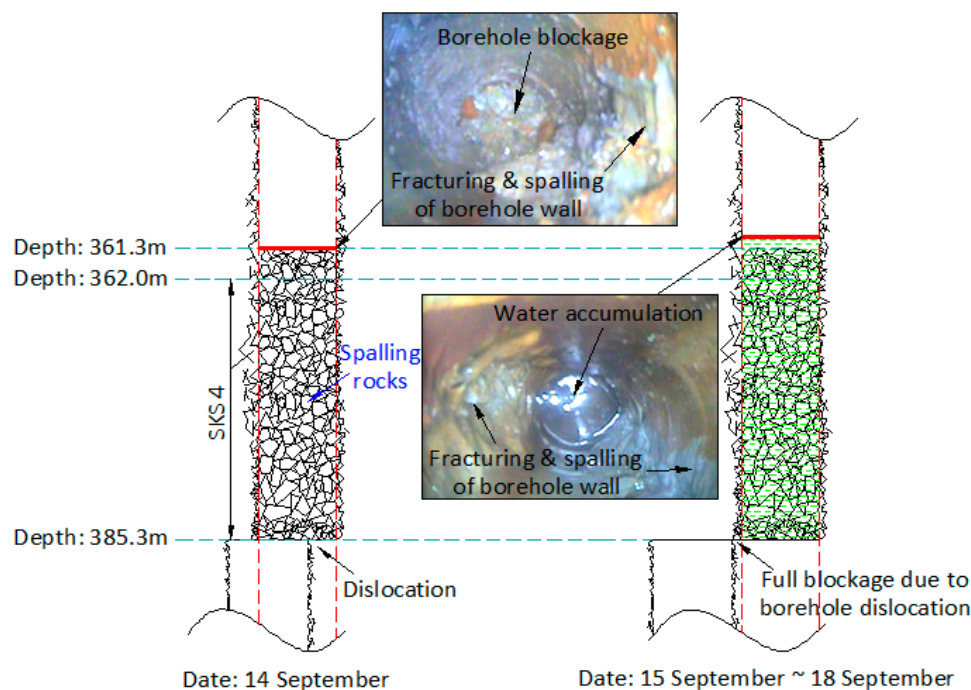 Borehole blockage
Fracturing & spalling
of borehole wall
Depth: 361.3m
Depth: 362.0m
Water accumulation
Spalling
rocks
SKS 4
Fracturing & spalling
of borehole wall
Depth: 385.3m
Dislocation
Full blockage due to
borehole dislocation
Date: 14 September
Date: 15 September ~ 18 September